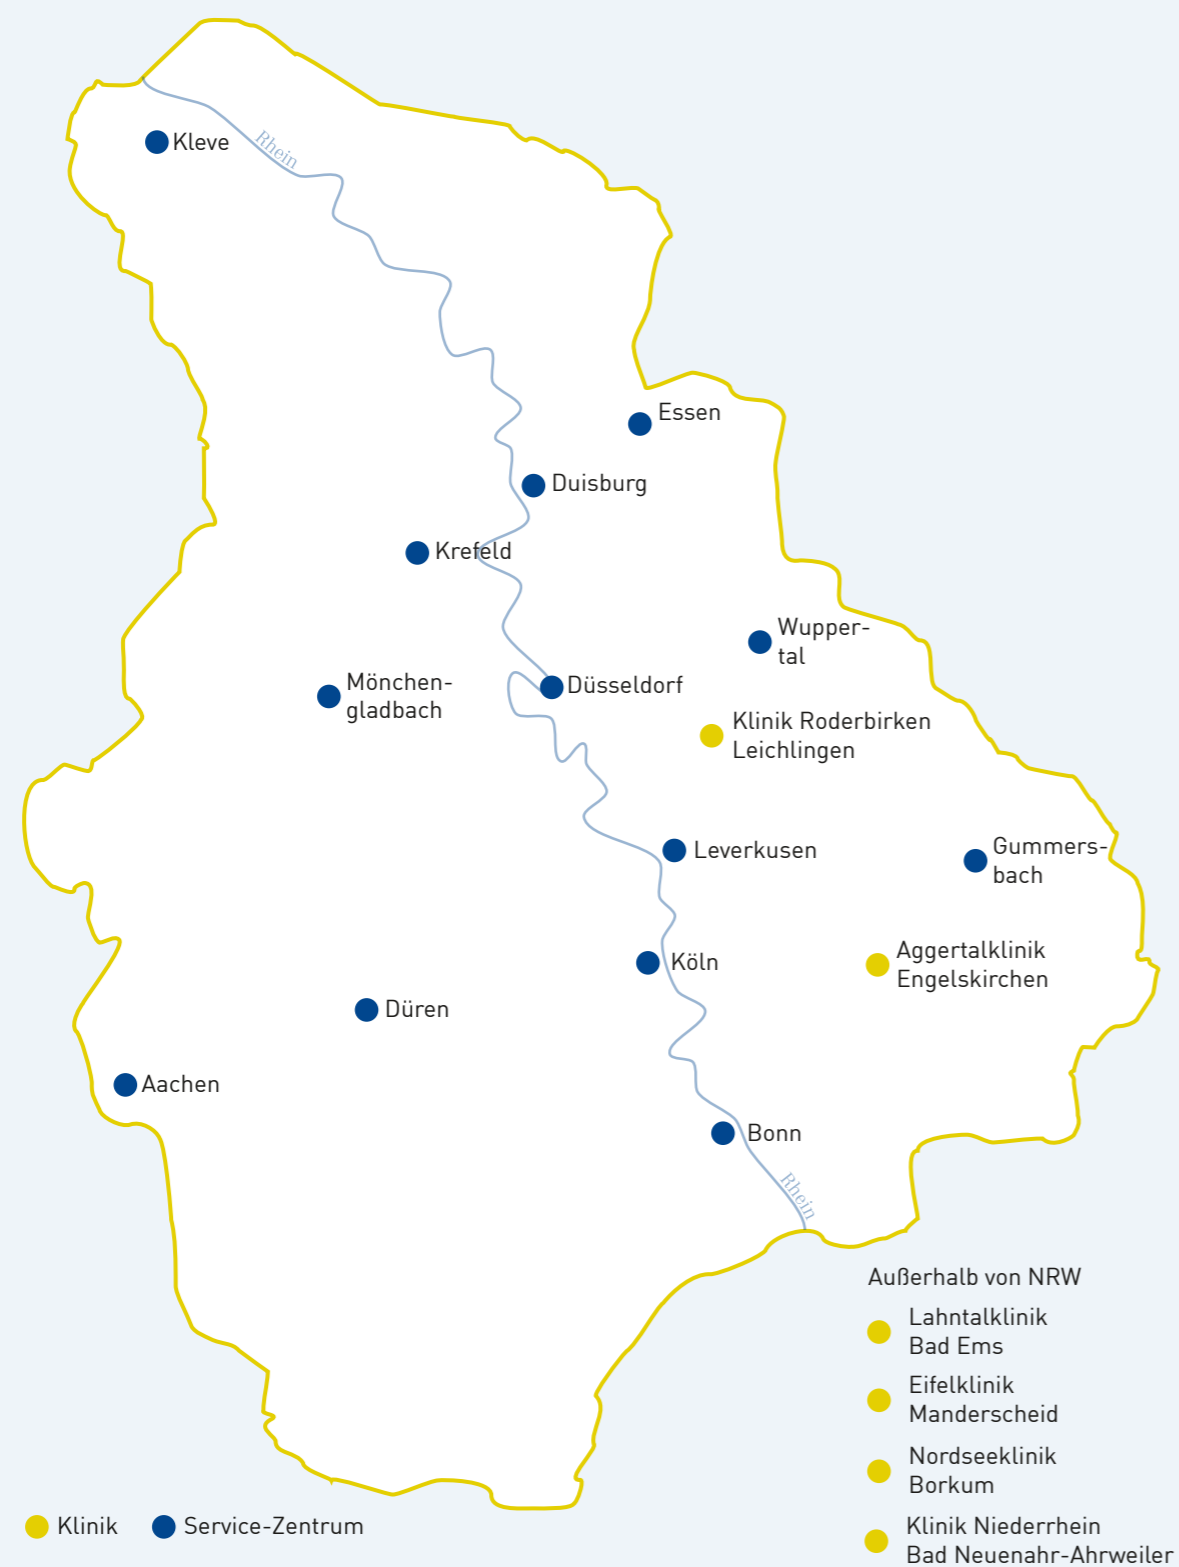 Kleve
Rhein
Essen
Duisburg
Krefeld
Wupper-
tal
Mönchen-
gladbach
Düsseldorf
Klinik Roderbirken
Leichlingen
Leverkusen
Gummers-
bach
Köln
Aggertalklinik
Engelskirchen
Düren
Aachen
Bonn
Rhein
Außerhalb von NRW
Lahntalklinik
Bad Ems
Eifelklinik
Manderscheid
Nordseeklinik
Borkum
Klinik Niederrhein
Bad Neuenahr-Ahrweiler
Klinik
Service-Zentrum